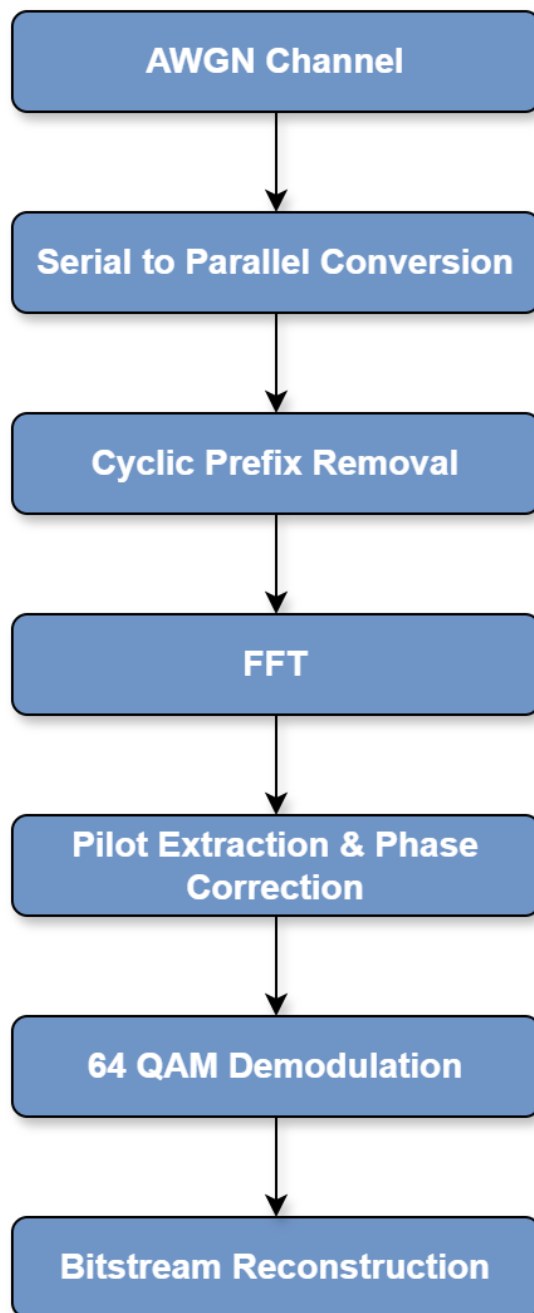 AWGN Channel
Serial to Parallel Conversion
Cyclic Prefix Removal
FFT
Pilot Extraction & Phase
Correction
64 QAM Demodulation
Bitstream Reconstruction